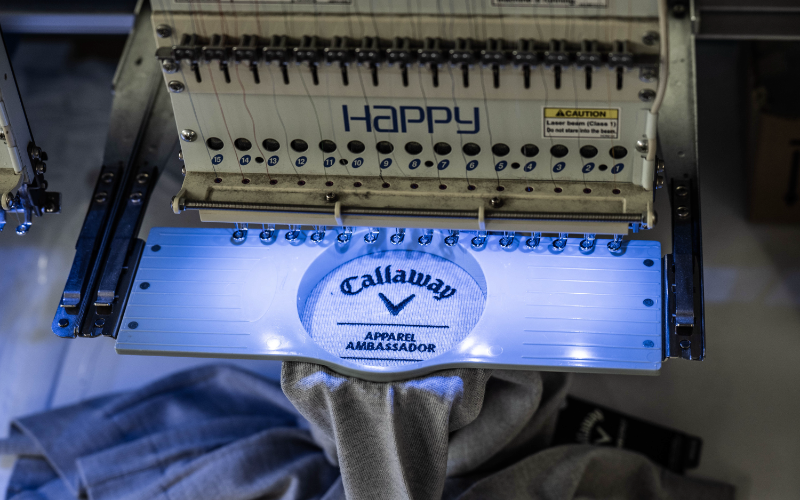 Happy
CAUTION
Laser beam (Class 1)
Do not stare into the beam.
15 14 13 12 11 10 9 8 7 6 5 4 3 2 1
Callaway
APPAREL
AMBASSADOR
Callaway